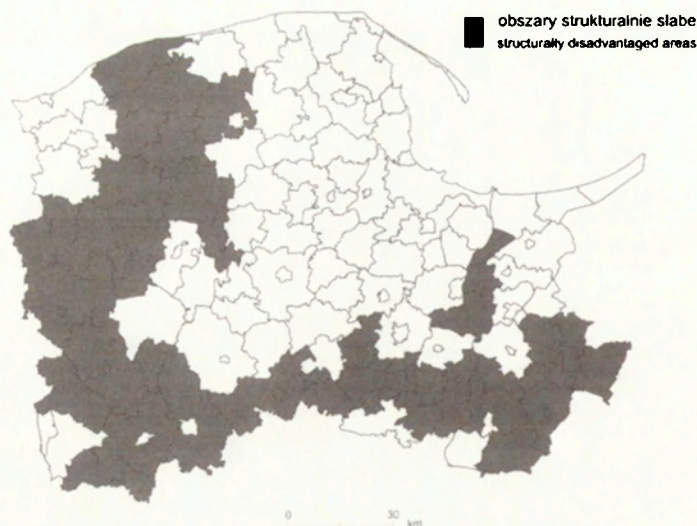 obszary strukturalnie słabe
structurally disadvantaged areas
0 30
km